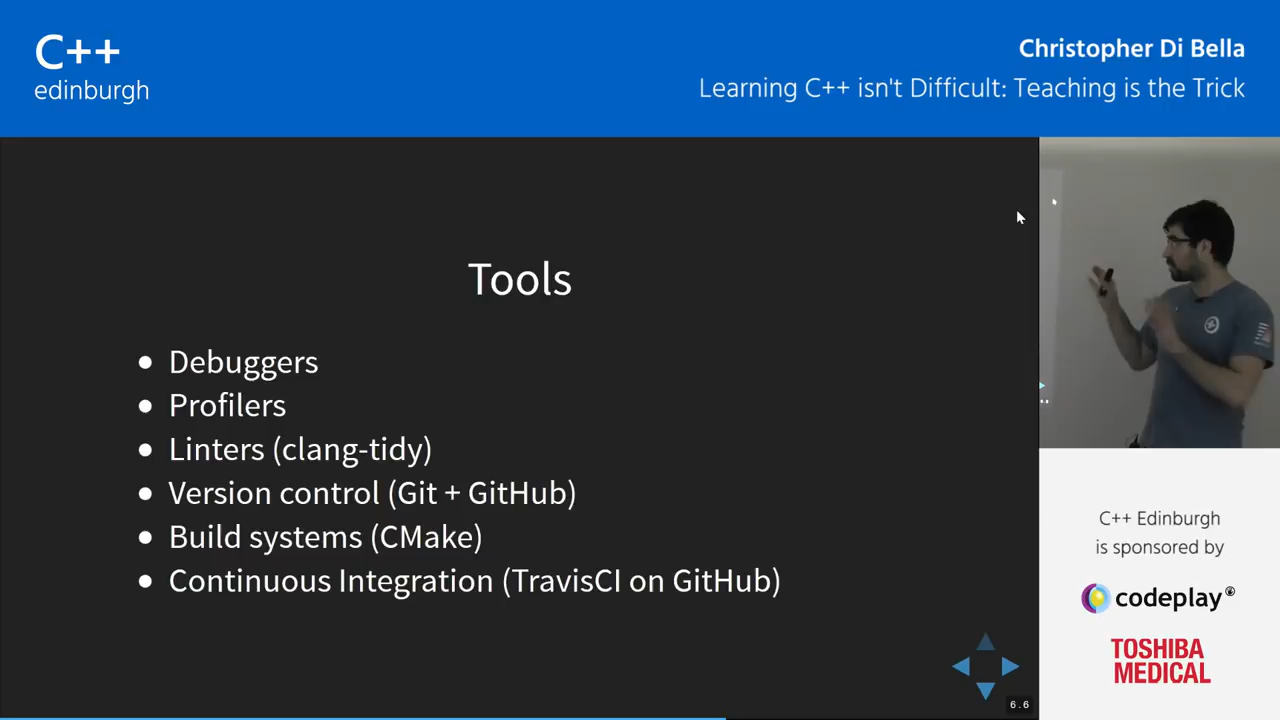 C++
edinburgh
Christopher Di Bella
Learning C++ isn't Difficult: Teaching is the Trick
Tools
Debuggers
Profilers
Linters (clang-tidy)
Version control (Git + GitHub)
Build systems (CMake)
Continuous Integration (TravisCI on GitHub)
6.6
C++ Edinburgh
is sponsored by
codeplay®
TOSHIBA
MEDICAL